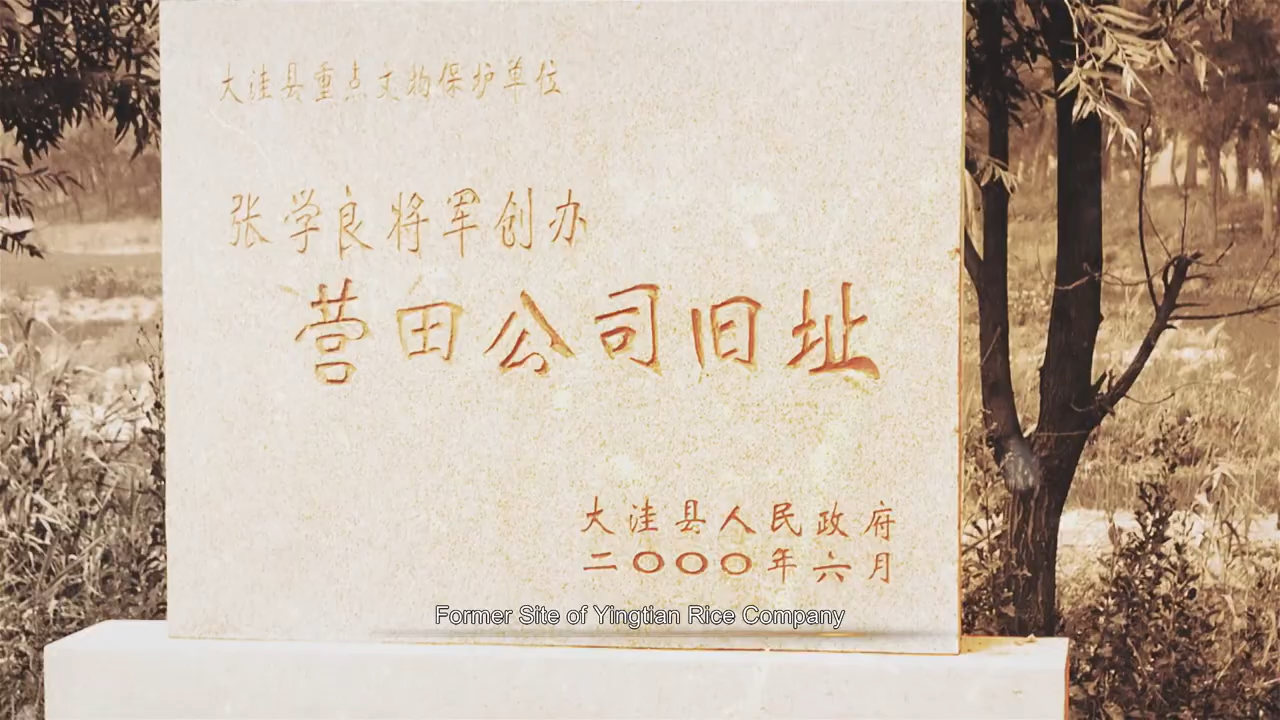 大洼县重点文物保护单位
张学良将军创办
营田公司旧址
大洼县人民政府
二〇〇〇年六月
Former Site of Yingtian Rice Company